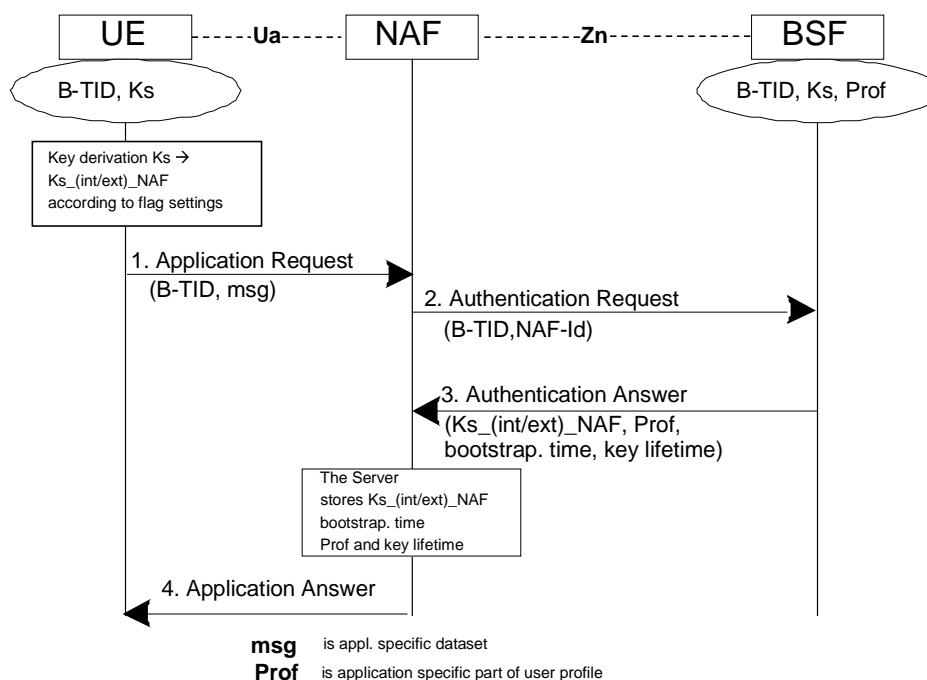 UE
Ua
NAF
Zn
BSF
B-TID, Ks
B-TID, Ks, Prof
Key derivation Ks →
Ks_(int/ext)_NAF
according to flag settings
1. Application Request
(B-TID, msg)
2. Authentication Request
(B-TID,NAF-Id)
3. Authentication Answer
(Ks_(int/ext)_NAF, Prof,
bootstrap. time, key lifetime)
The Server
stores Ks_(int/ext)_NAF
bootstrap. time
Prof and key lifetime
4. Application Answer
msg is appl. specific dataset
Prof is application specific part of user profile